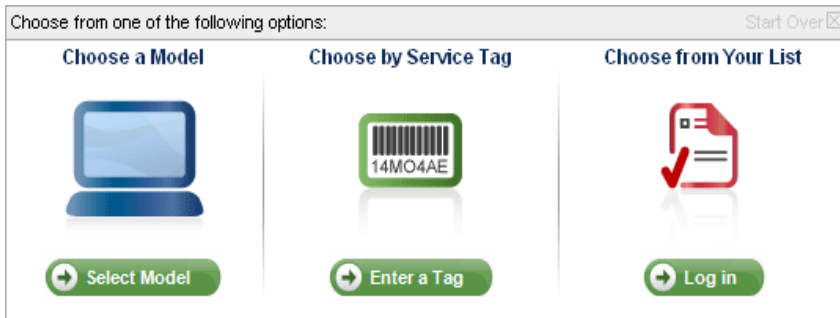 Choose from one of the following options:
Start Over
Choose a Model
Choose by Service Tag
Choose from Your List
14MO4AE
Select Model
Enter a Tag
Log in